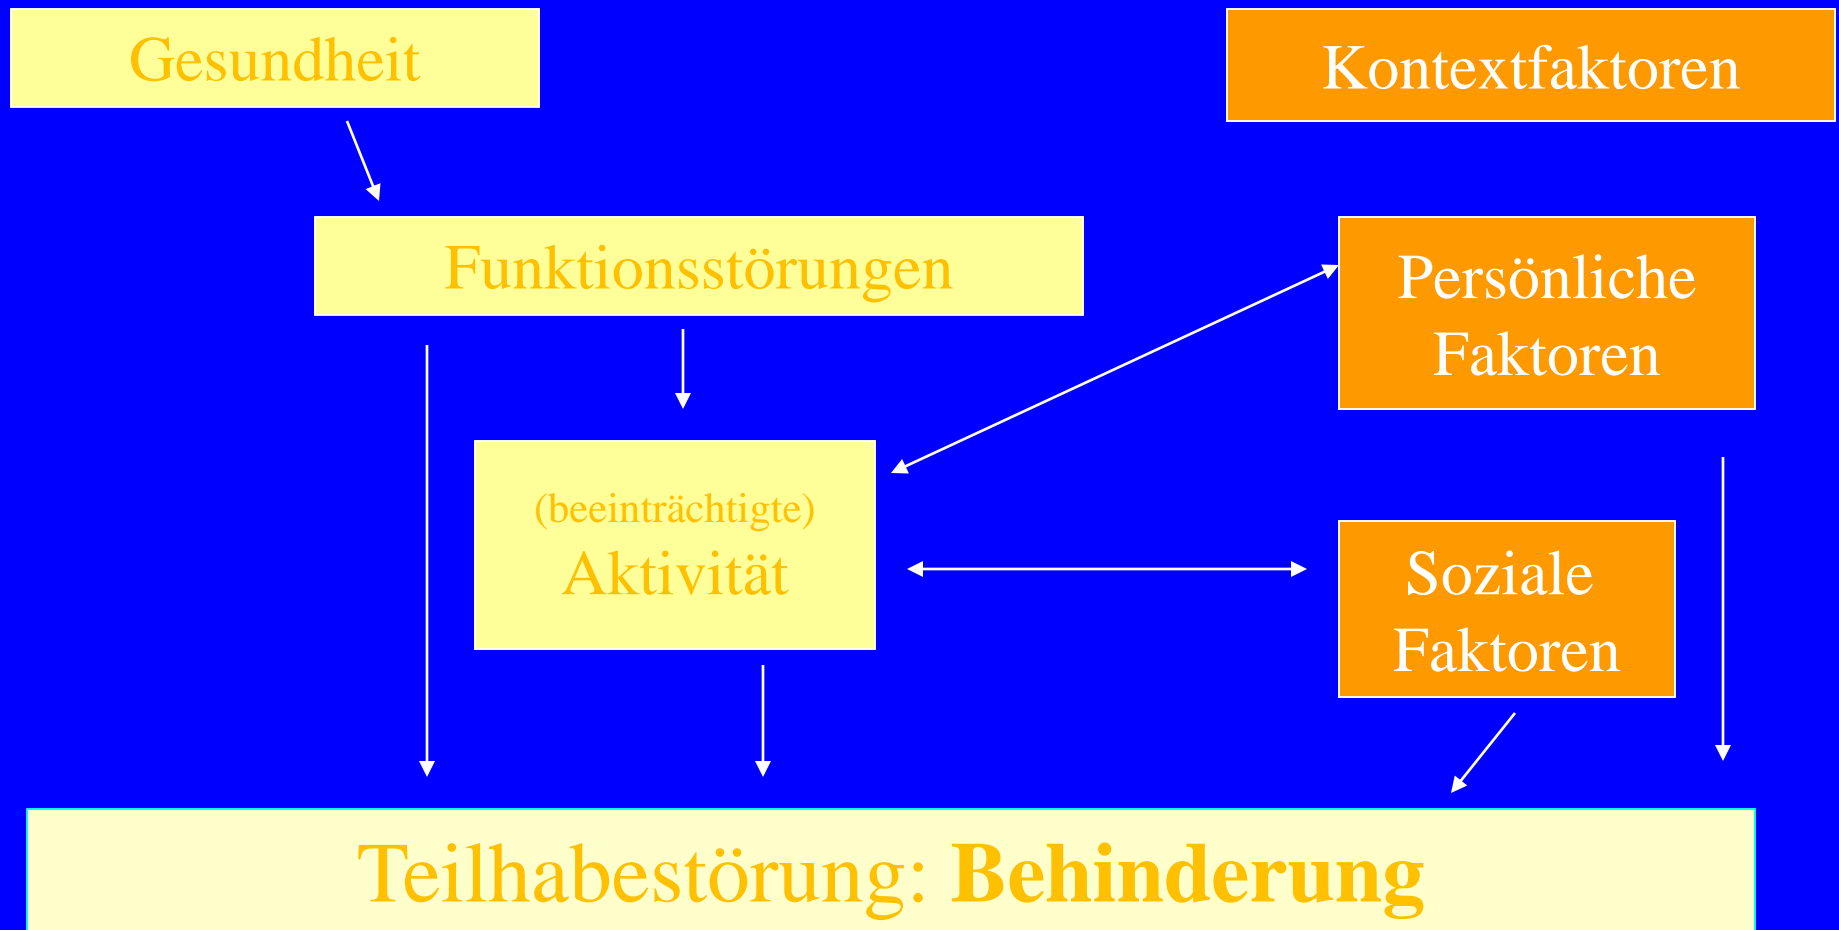 Gesundheit
Kontextfaktoren
Funktionsstörungen
Persönliche
Faktoren
(beeinträchtigte)
Aktivität
Soziale
Faktoren
Teilhabestörung: Behinderung